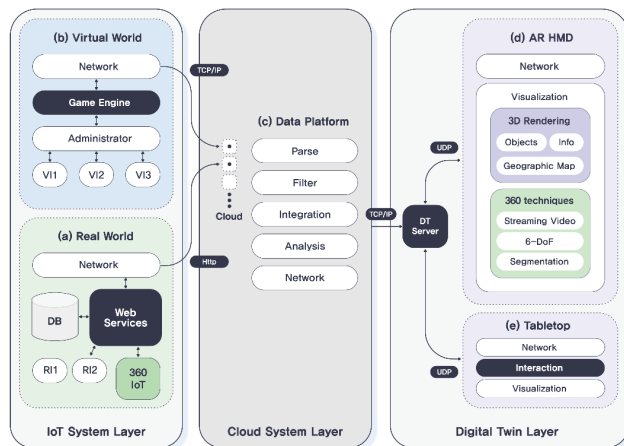 (b) Virtual World
Network
Game Engine
Administrator
VI1
VI2
VI3
(a) Real World
Network
DB
Web
Services
RI1
RI2
360
IoT
IoT System Layer
TCP/IP
Http
(c) Data Platform
Cloud
Parse
Filter
Integration
Analysis
Network
Cloud System Layer
TCP/IP
DT
Server
UDP
UDP
(d) AR HMD
Network
Visualization
3D Rendering
Objects
Info
Geographic Map
360 techniques
Streaming Video
6-DoF
Segmentation
(e) Tabletop
Network
Interaction
Visualization
Digital Twin Layer